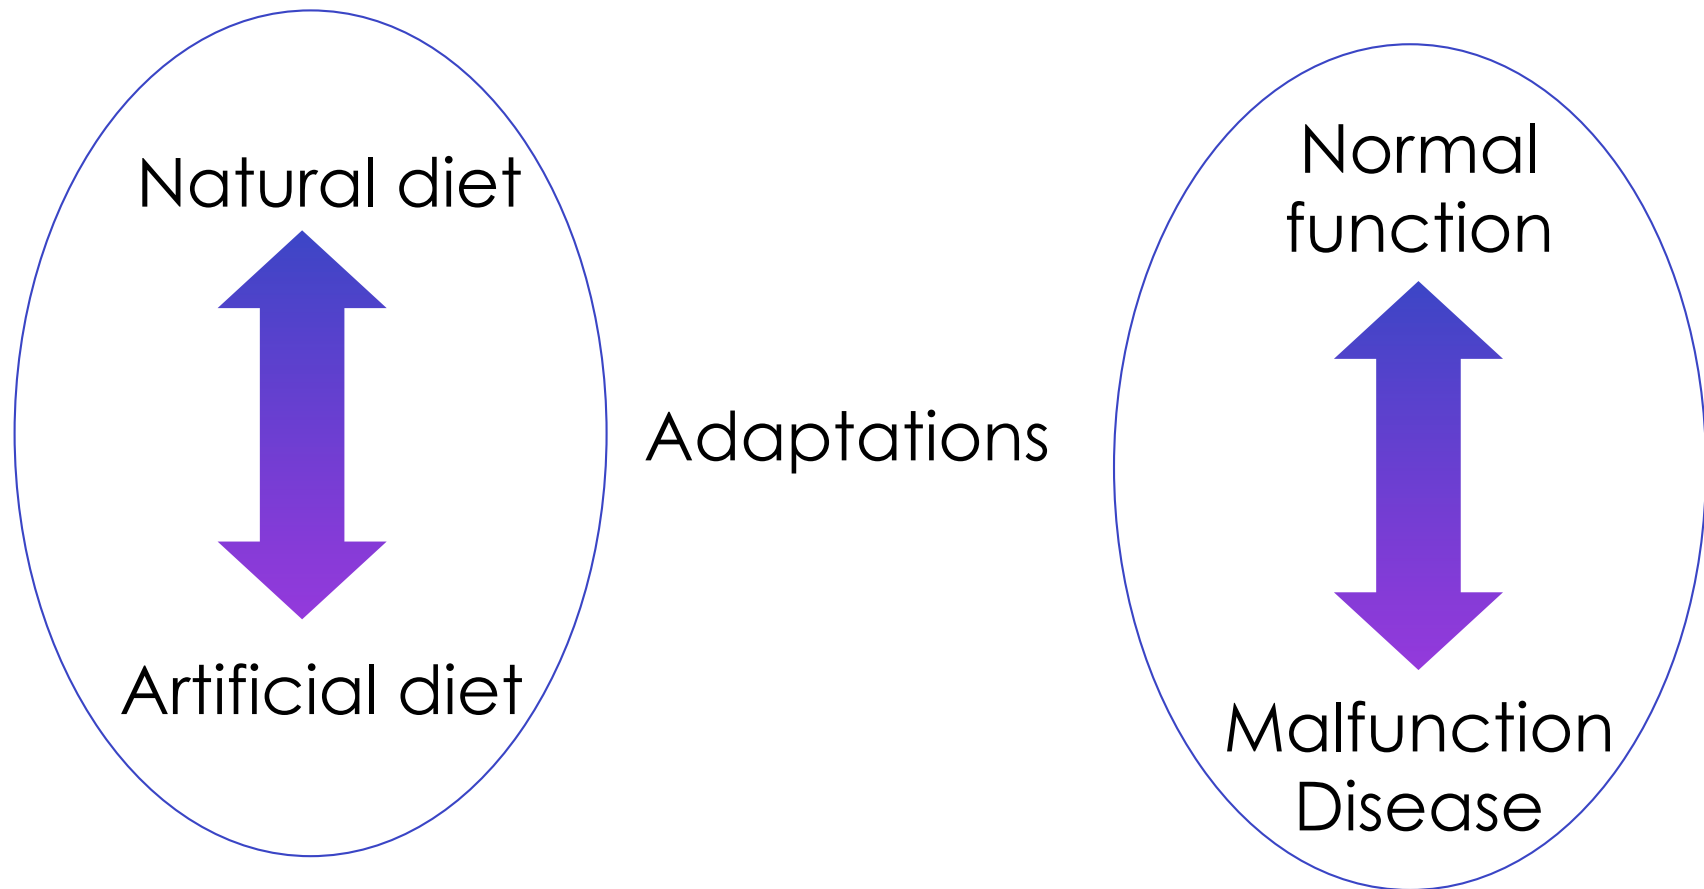 Natural diet
Artificial diet
Adaptations
Normal
function
Malfunction
Disease